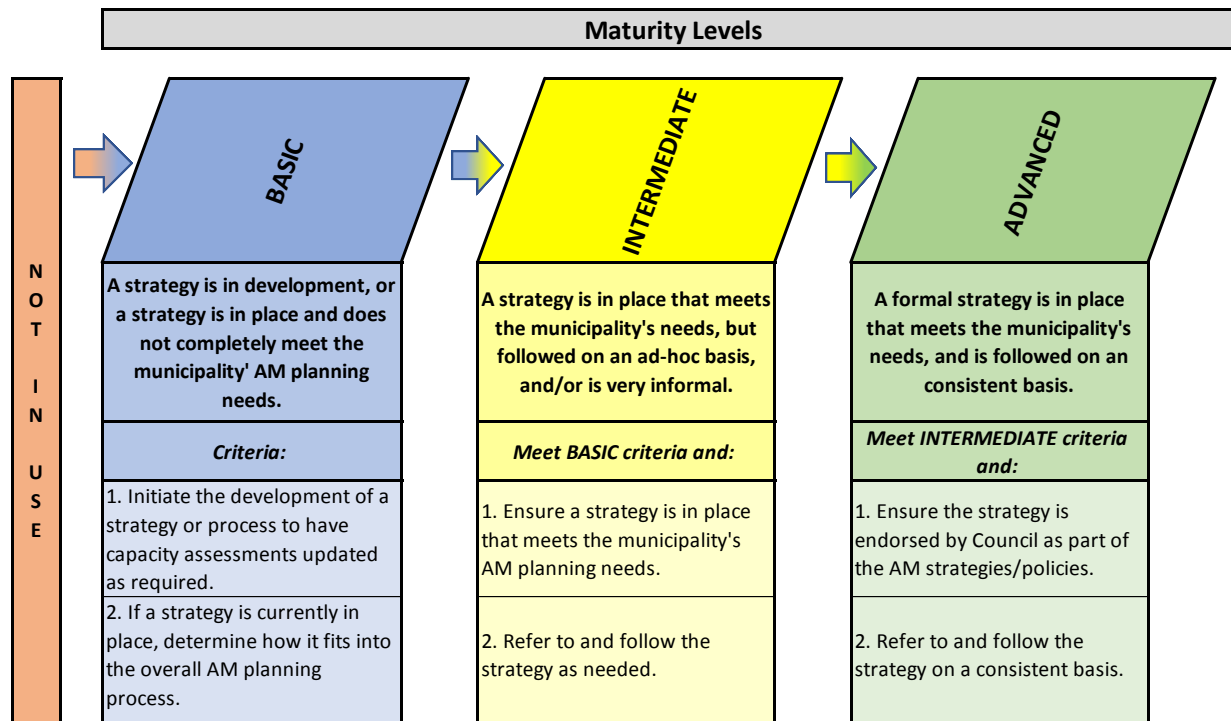 Maturity Levels
NOT IN USE
BASIC
A strategy is in development, or
a strategy is in place and does
not completely meet the
municipality' AM planning
needs.
Criteria:
1. Initiate the development of a
strategy or process to have
capacity assessments updated
as required.
2. If a strategy is currently in
place, determine how it fits into
the overall AM planning
process.
INTERMEDIATE
A strategy is in place that meets
the municipality's needs, but
followed on an ad-hoc basis,
and/or is very informal.
Meet BASIC criteria and:
1. Ensure a strategy is in place
that meets the municipality's
AM planning needs.
2. Refer to and follow the
strategy as needed.
ADVANCED
A formal strategy is in place
that meets the municipality's
needs, and is followed on an
consistent basis.
Meet INTERMEDIATE criteria
and:
1. Ensure the strategy is
endorsed by Council as part of
the AM strategies/policies.
2. Refer to and follow the
strategy on a consistent basis.